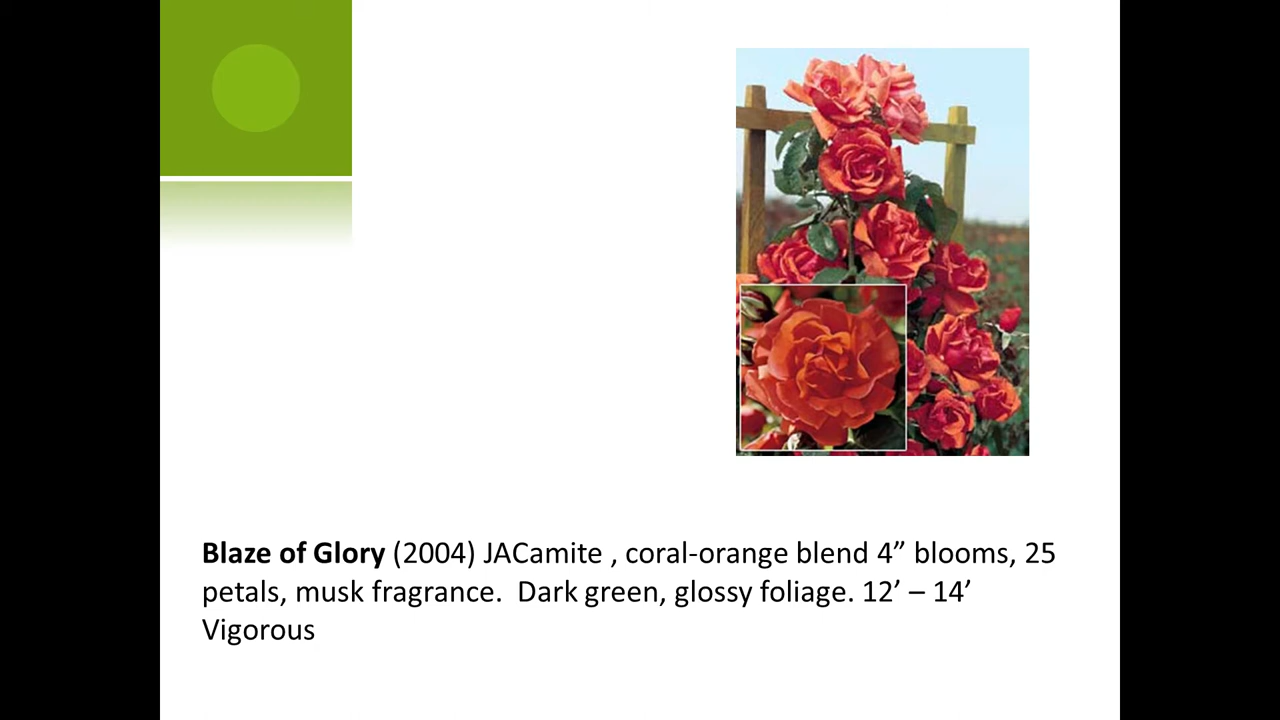 Blaze of Glory (2004) JACamite , coral-orange blend 4” blooms, 25
petals, musk fragrance.  Dark green, glossy foliage. 12’ – 14’
Vigorous